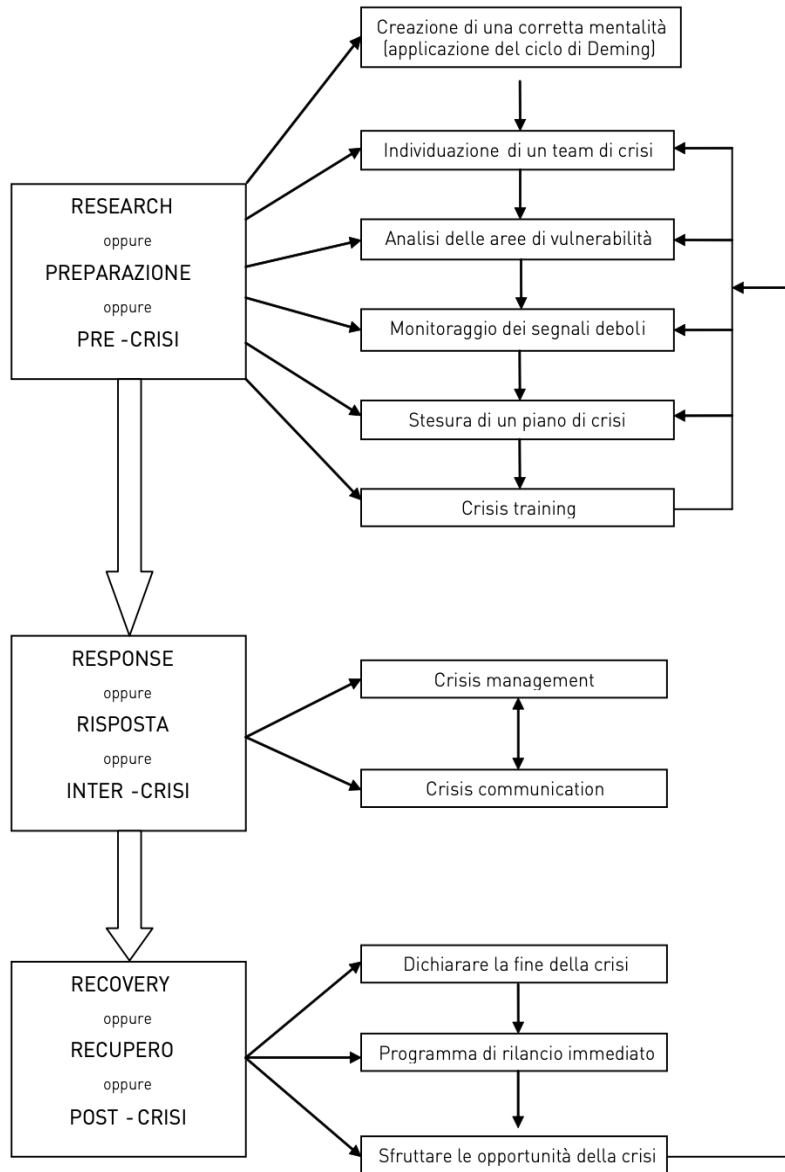 Creazione di una corretta mentalità
(applicazione del ciclo di Deming)
Individuazione di un team di crisi
Analisi delle aree di vulnerabilità
Monitoraggio dei segnali deboli
Stesura di un piano di crisi
Crisis training
RESEARCH
oppure
PREPARAZIONE
oppure
PRE -CRISI
RESPONSE
oppure
RISPOSTA
oppure
INTER -CRISI
Crisis management
Crisis communication
RECOVERY
oppure
RECUPERO
oppure
POST - CRISI
Dichiarare la fine della crisi
Programma di rilancio immediato
Sfruttare le opportunità della crisi